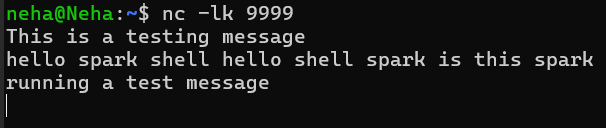 neha@Neha:~$ nc -lk 9999
This is a testing message
hello spark shell hello shell spark is this spark
running a test message